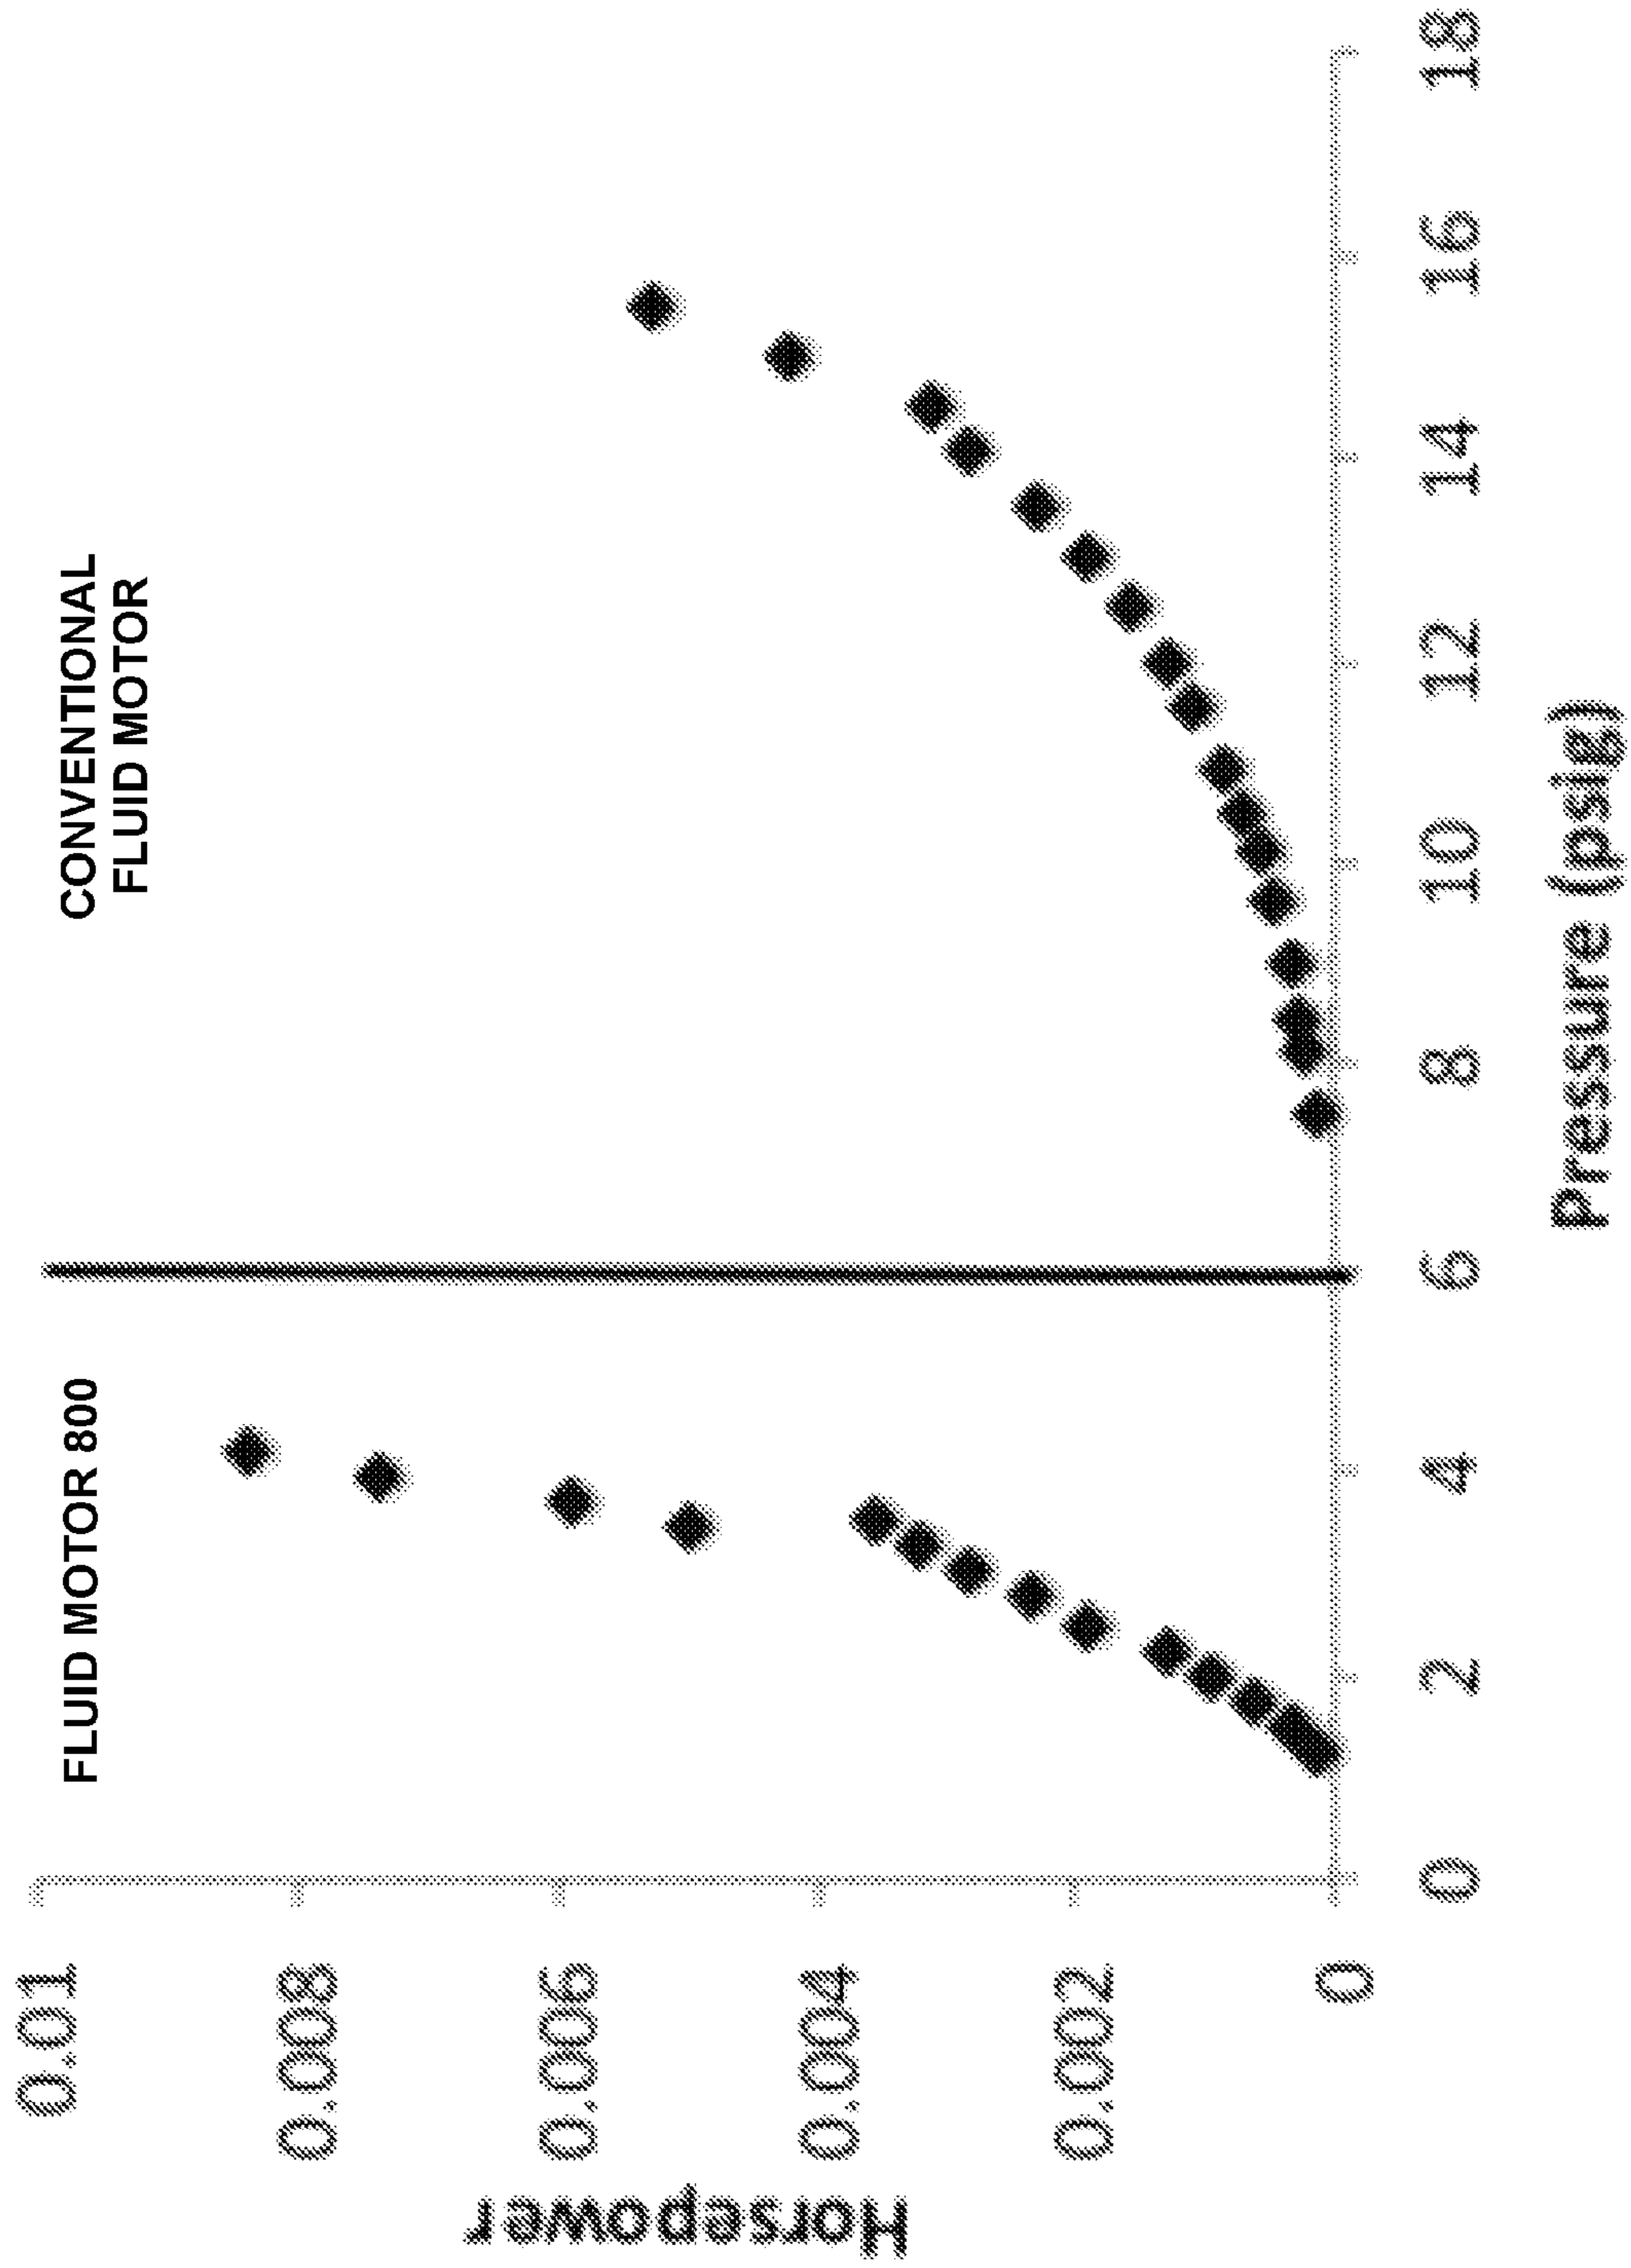 FLUID MOTOR 800
CONVENTIONAL
FLUID MOTOR
Horsepower
0.01
0.008
0.006
0.004
0.002
0
0 2 4 6 8 10 12 14 16 18
Pressure (psig)